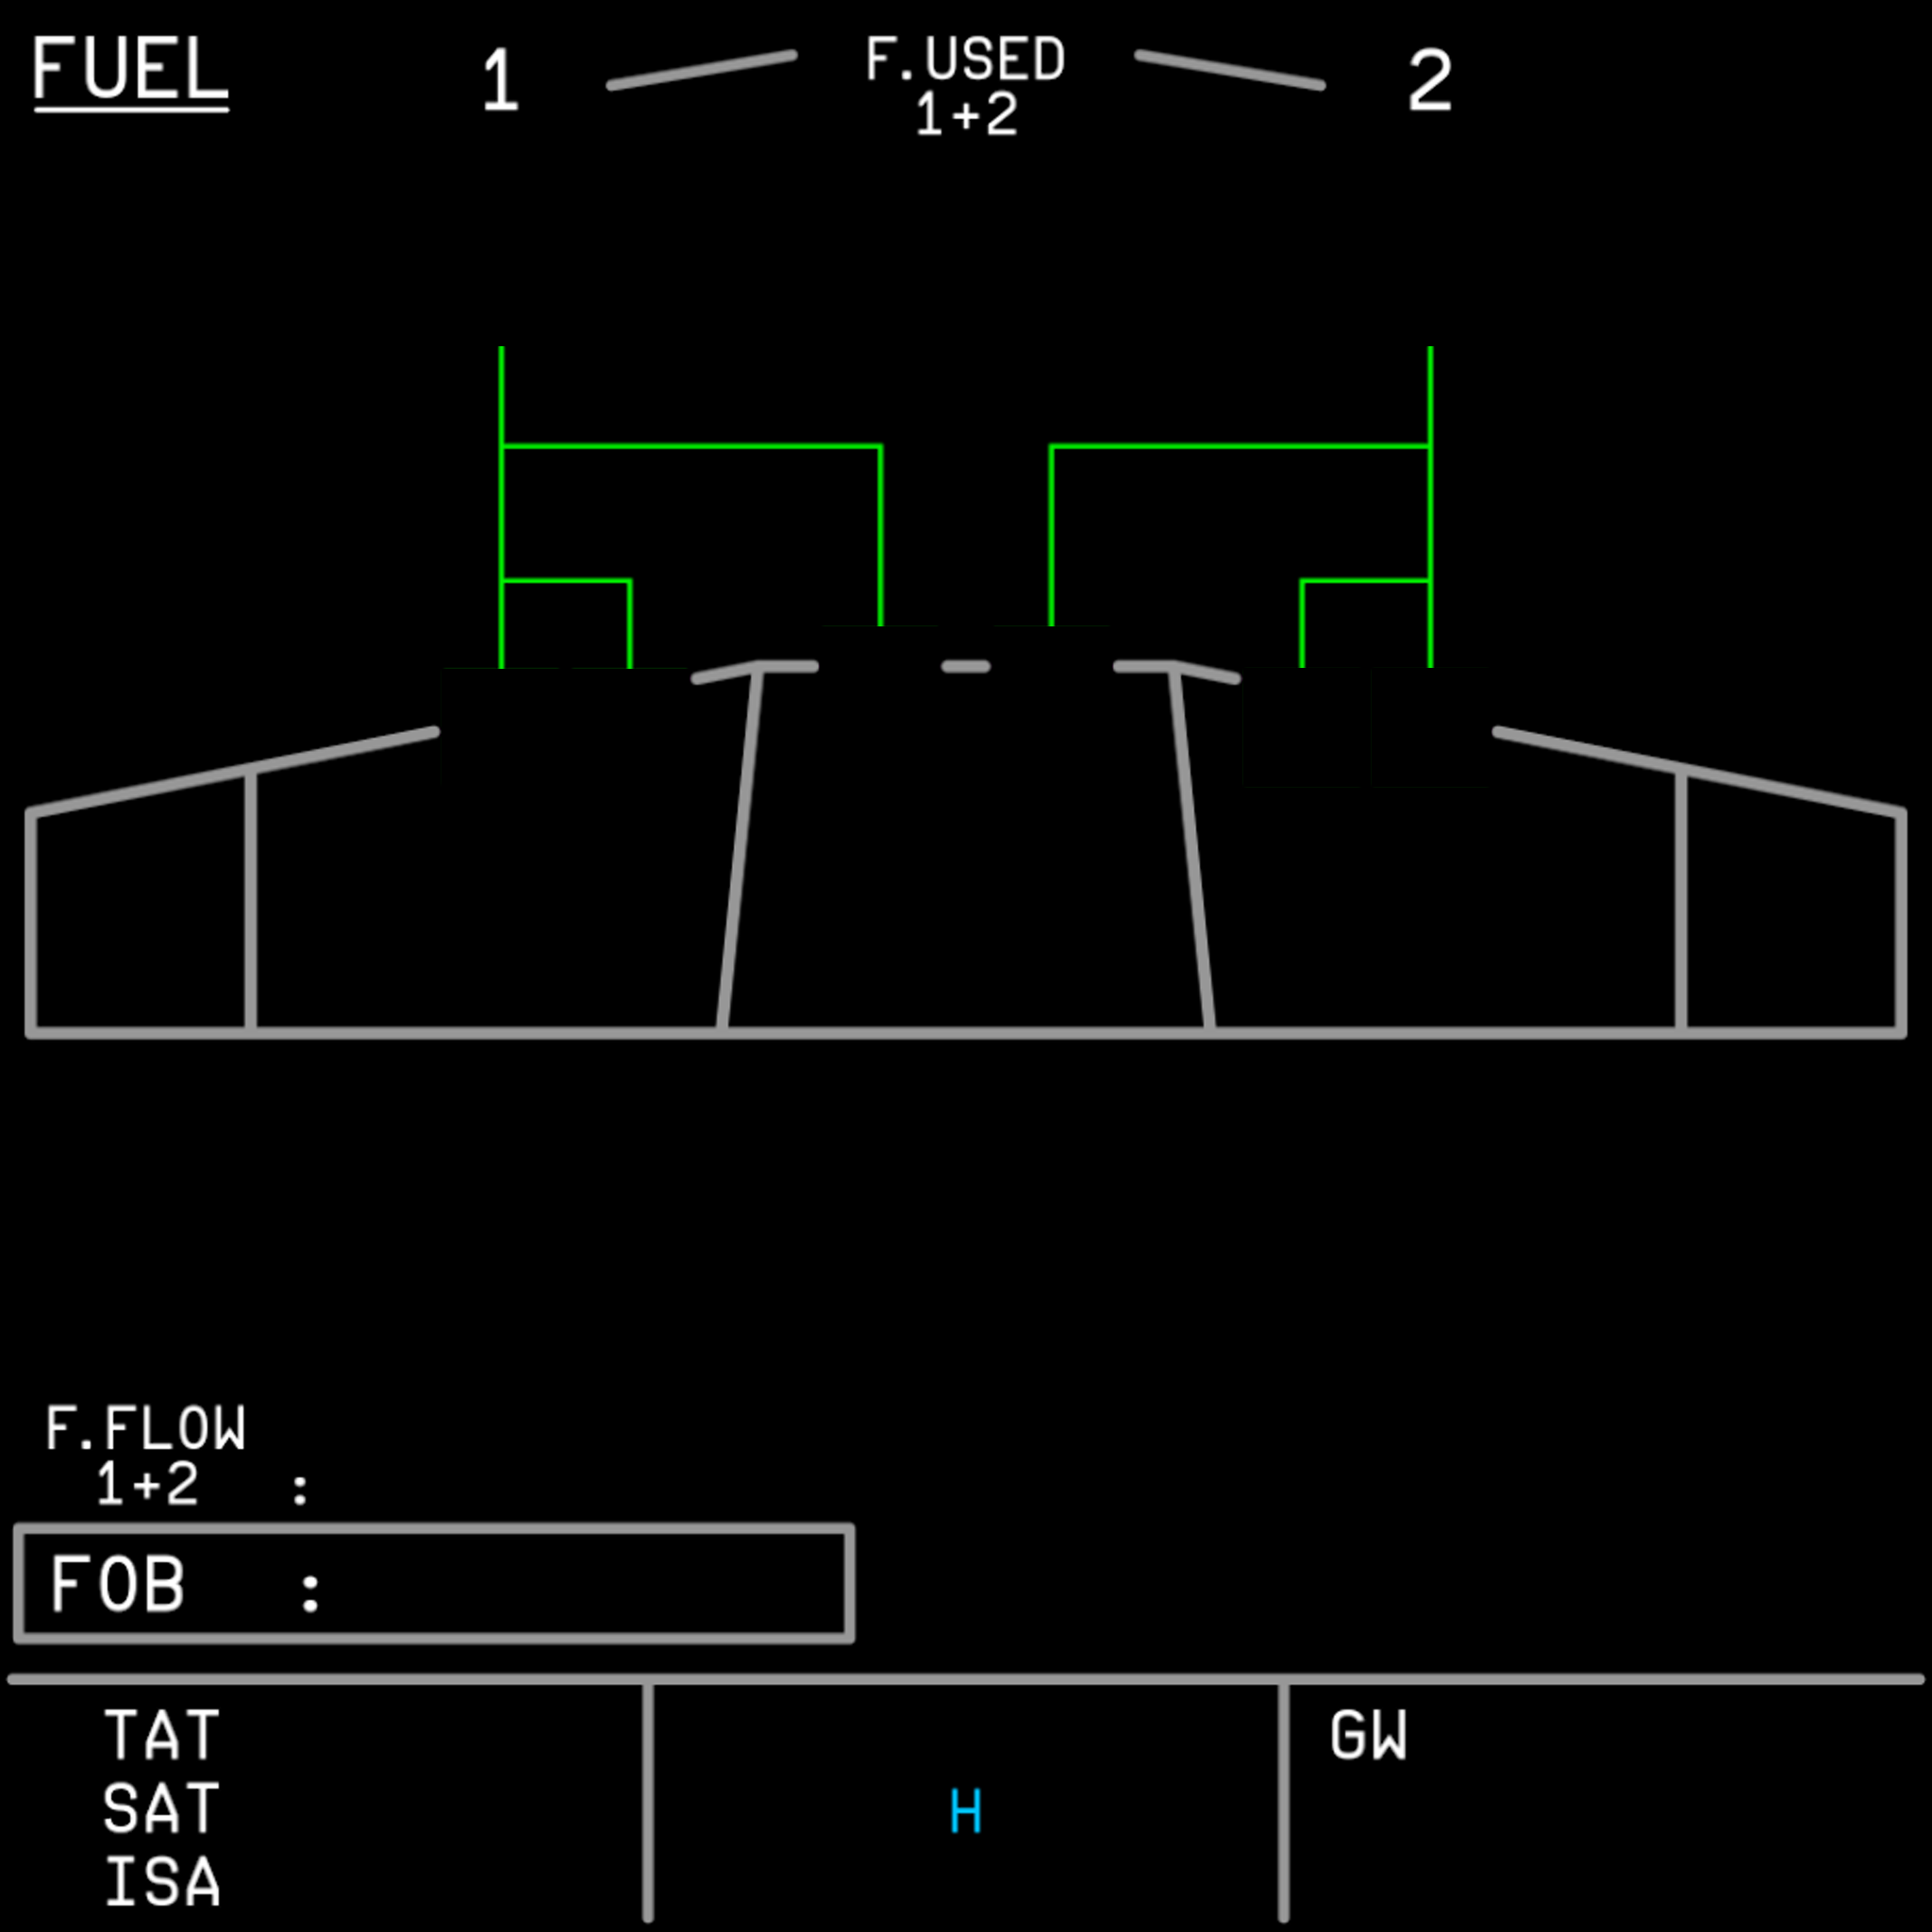 FUEL
1
F.USED
1+2
2
F.FLOW
1+2 :
FOB :
TAT
SAT
ISA
H
GW